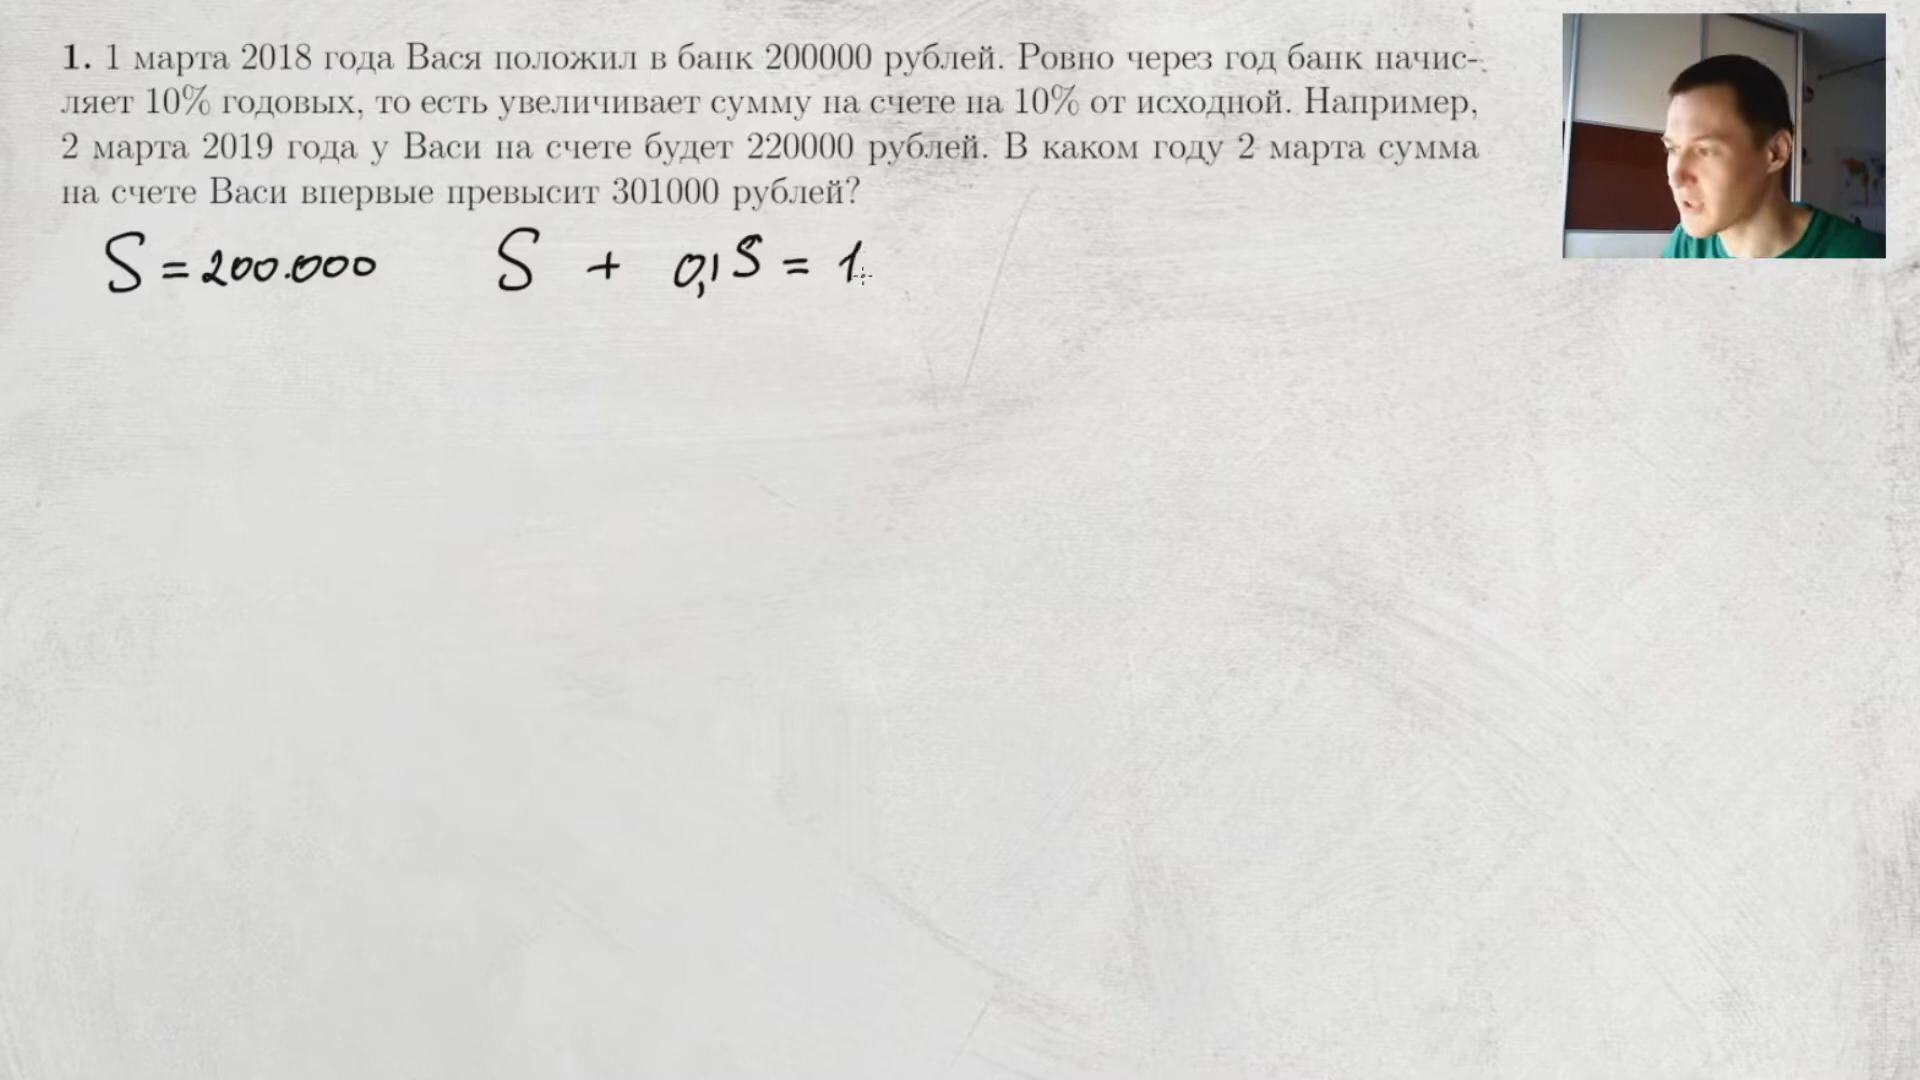 1. 1 марта 2018 года Вася положил в банк 200000 рублей. Ровно через год банк начис-
ляет 10% годовых, то есть увеличивает сумму на счете на 10% от исходной. Например,
2 марта 2019 года у Васи на счете будет 220000 рублей. В каком году 2 марта сумма
на счете Васи впервые превысит 301000 рублей?
S = 200.000 S + 0,1 S = 1